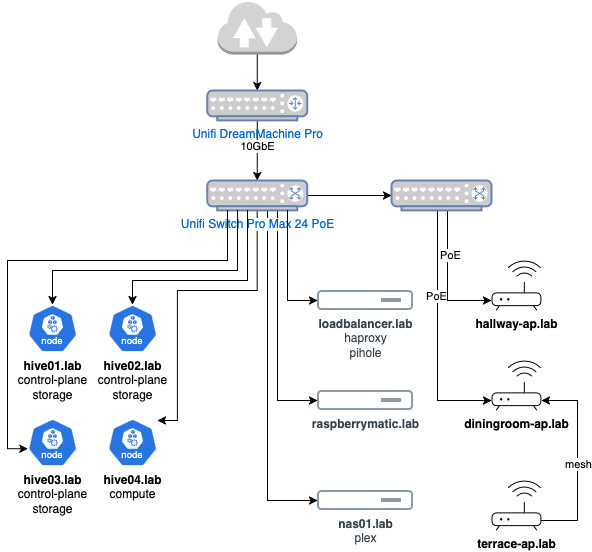 Unifi DreamMachine Pro
10GbE
Unifi Switch Pro Max 24 PoE
PoE
PoE
node
hive01.lab
control-plane
storage
node
hive02.lab
control-plane
storage
loadbalancer.lab
haproxy
pihole
hallway-ap.lab
raspberrymatic.lab
diningroom-ap.lab
node
hive03.lab
control-plane
storage
node
hive04.lab
compute
mesh
nas01.lab
plex
terrace-ap.lab